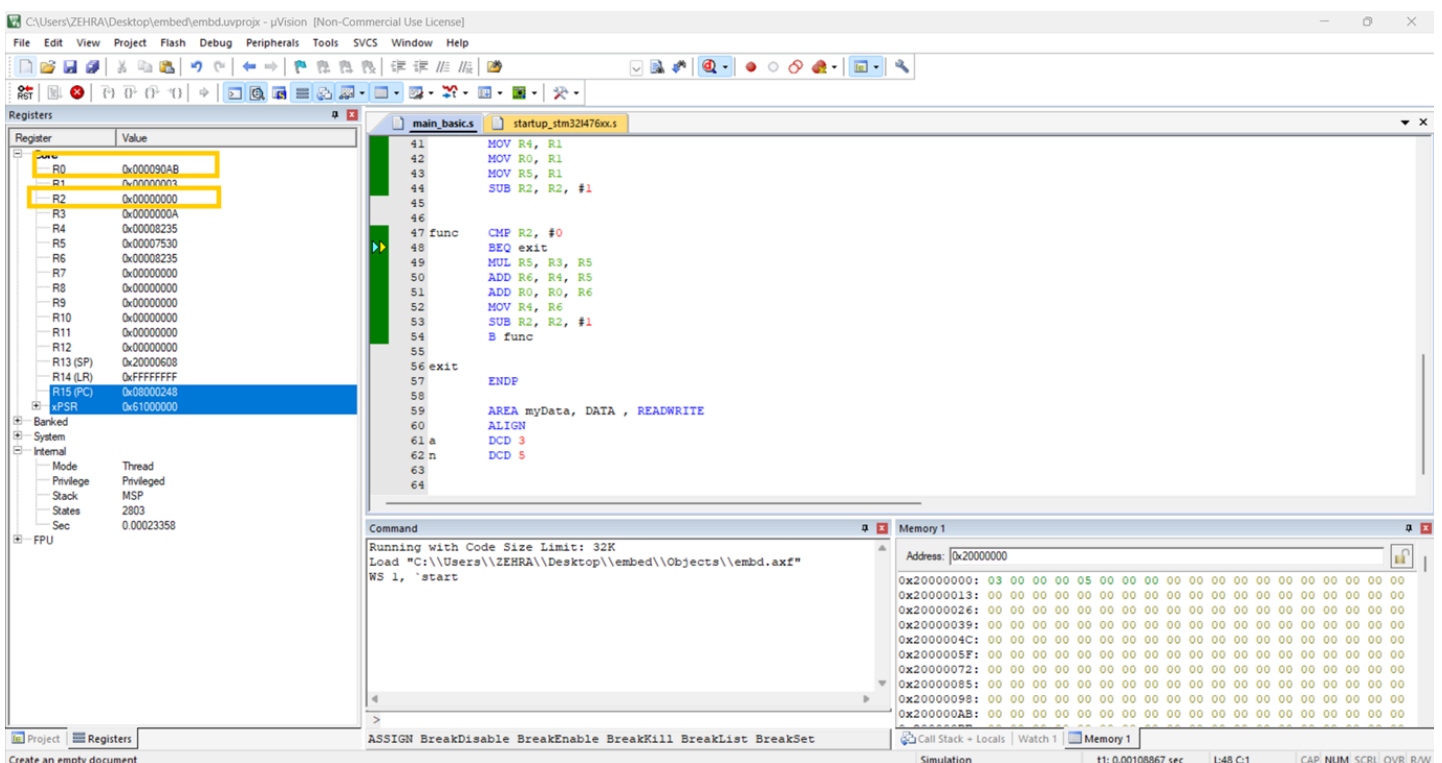 C:\Users\ZEHRA\Desktop\embed\embd.uvprojx - µVision [Non-Commercial Use License]
File Edit View Project Flash Debug Peripherals Tools SVCS Window Help
RST
Registers
Register Value
Core
R0 0x000090AB
R1 0x00000003
R2 0x00000000
R3 0x0000000A
R4 0x00008235
R5 0x00007530
R6 0x00008235
R7 0x00000000
R8 0x00000000
R9 0x00000000
R10 0x00000000
R11 0x00000000
R12 0x00000000
R13 (SP) 0x20000608
R14 (LR) 0xFFFFFFFF
R15 (PC) 0x08000248
xPSR 0x61000000
Banked
System
Internal
Mode Thread
Privilege Privileged
Stack MSP
States 2803
Sec 0.00023358
FPU
Project Registers
main_basic.s startup_stm32l476xx.s
41 MOV R4, R1
42 MOV R0, R1
43 MOV R5, R1
44 SUB R2, R2, #1
45
46
47 func CMP R2, #0
48 BEQ exit
49 MUL R5, R3, R5
50 ADD R6, R4, R5
51 ADD R0, R0, R6
52 MOV R4, R6
53 SUB R2, R2, #1
54 B func
55
56 exit
57 ENDP
58
59 AREA myData, DATA , READWRITE
60 ALIGN
61 a DCD 3
62 n DCD 5
63
64
Command
Running with Code Size Limit: 32K
Load "C:\\Users\\ZEHRA\\Desktop\\embed\\Objects\\embd.axf"
WS 1, `start
>
ASSIGN BreakDisable BreakEnable BreakKill BreakList BreakSet
Memory 1
Address: 0x20000000
0x20000000: 03 00 00 00 05 00 00 00 00 00 00 00 00 00 00 00 00 00 00
0x20000013: 00 00 00 00 00 00 00 00 00 00 00 00 00 00 00 00 00 00 00
0x20000026: 00 00 00 00 00 00 00 00 00 00 00 00 00 00 00 00 00 00 00
0x20000039: 00 00 00 00 00 00 00 00 00 00 00 00 00 00 00 00 00 00 00
0x2000004C: 00 00 00 00 00 00 00 00 00 00 00 00 00 00 00 00 00 00 00
0x2000005F: 00 00 00 00 00 00 00 00 00 00 00 00 00 00 00 00 00 00 00
0x20000072: 00 00 00 00 00 00 00 00 00 00 00 00 00 00 00 00 00 00 00
0x20000085: 00 00 00 00 00 00 00 00 00 00 00 00 00 00 00 00 00 00 00
0x20000098: 00 00 00 00 00 00 00 00 00 00 00 00 00 00 00 00 00 00 00
0x200000AB: 00 00 00 00 00 00 00 00 00 00 00 00 00 00 00 00 00 00 00
Call Stack + Locals Watch 1 Memory 1
Create an empty document Simulation t1: 0.00108867 sec L:48 C:1 CAP NUM SCRL OVR R/W